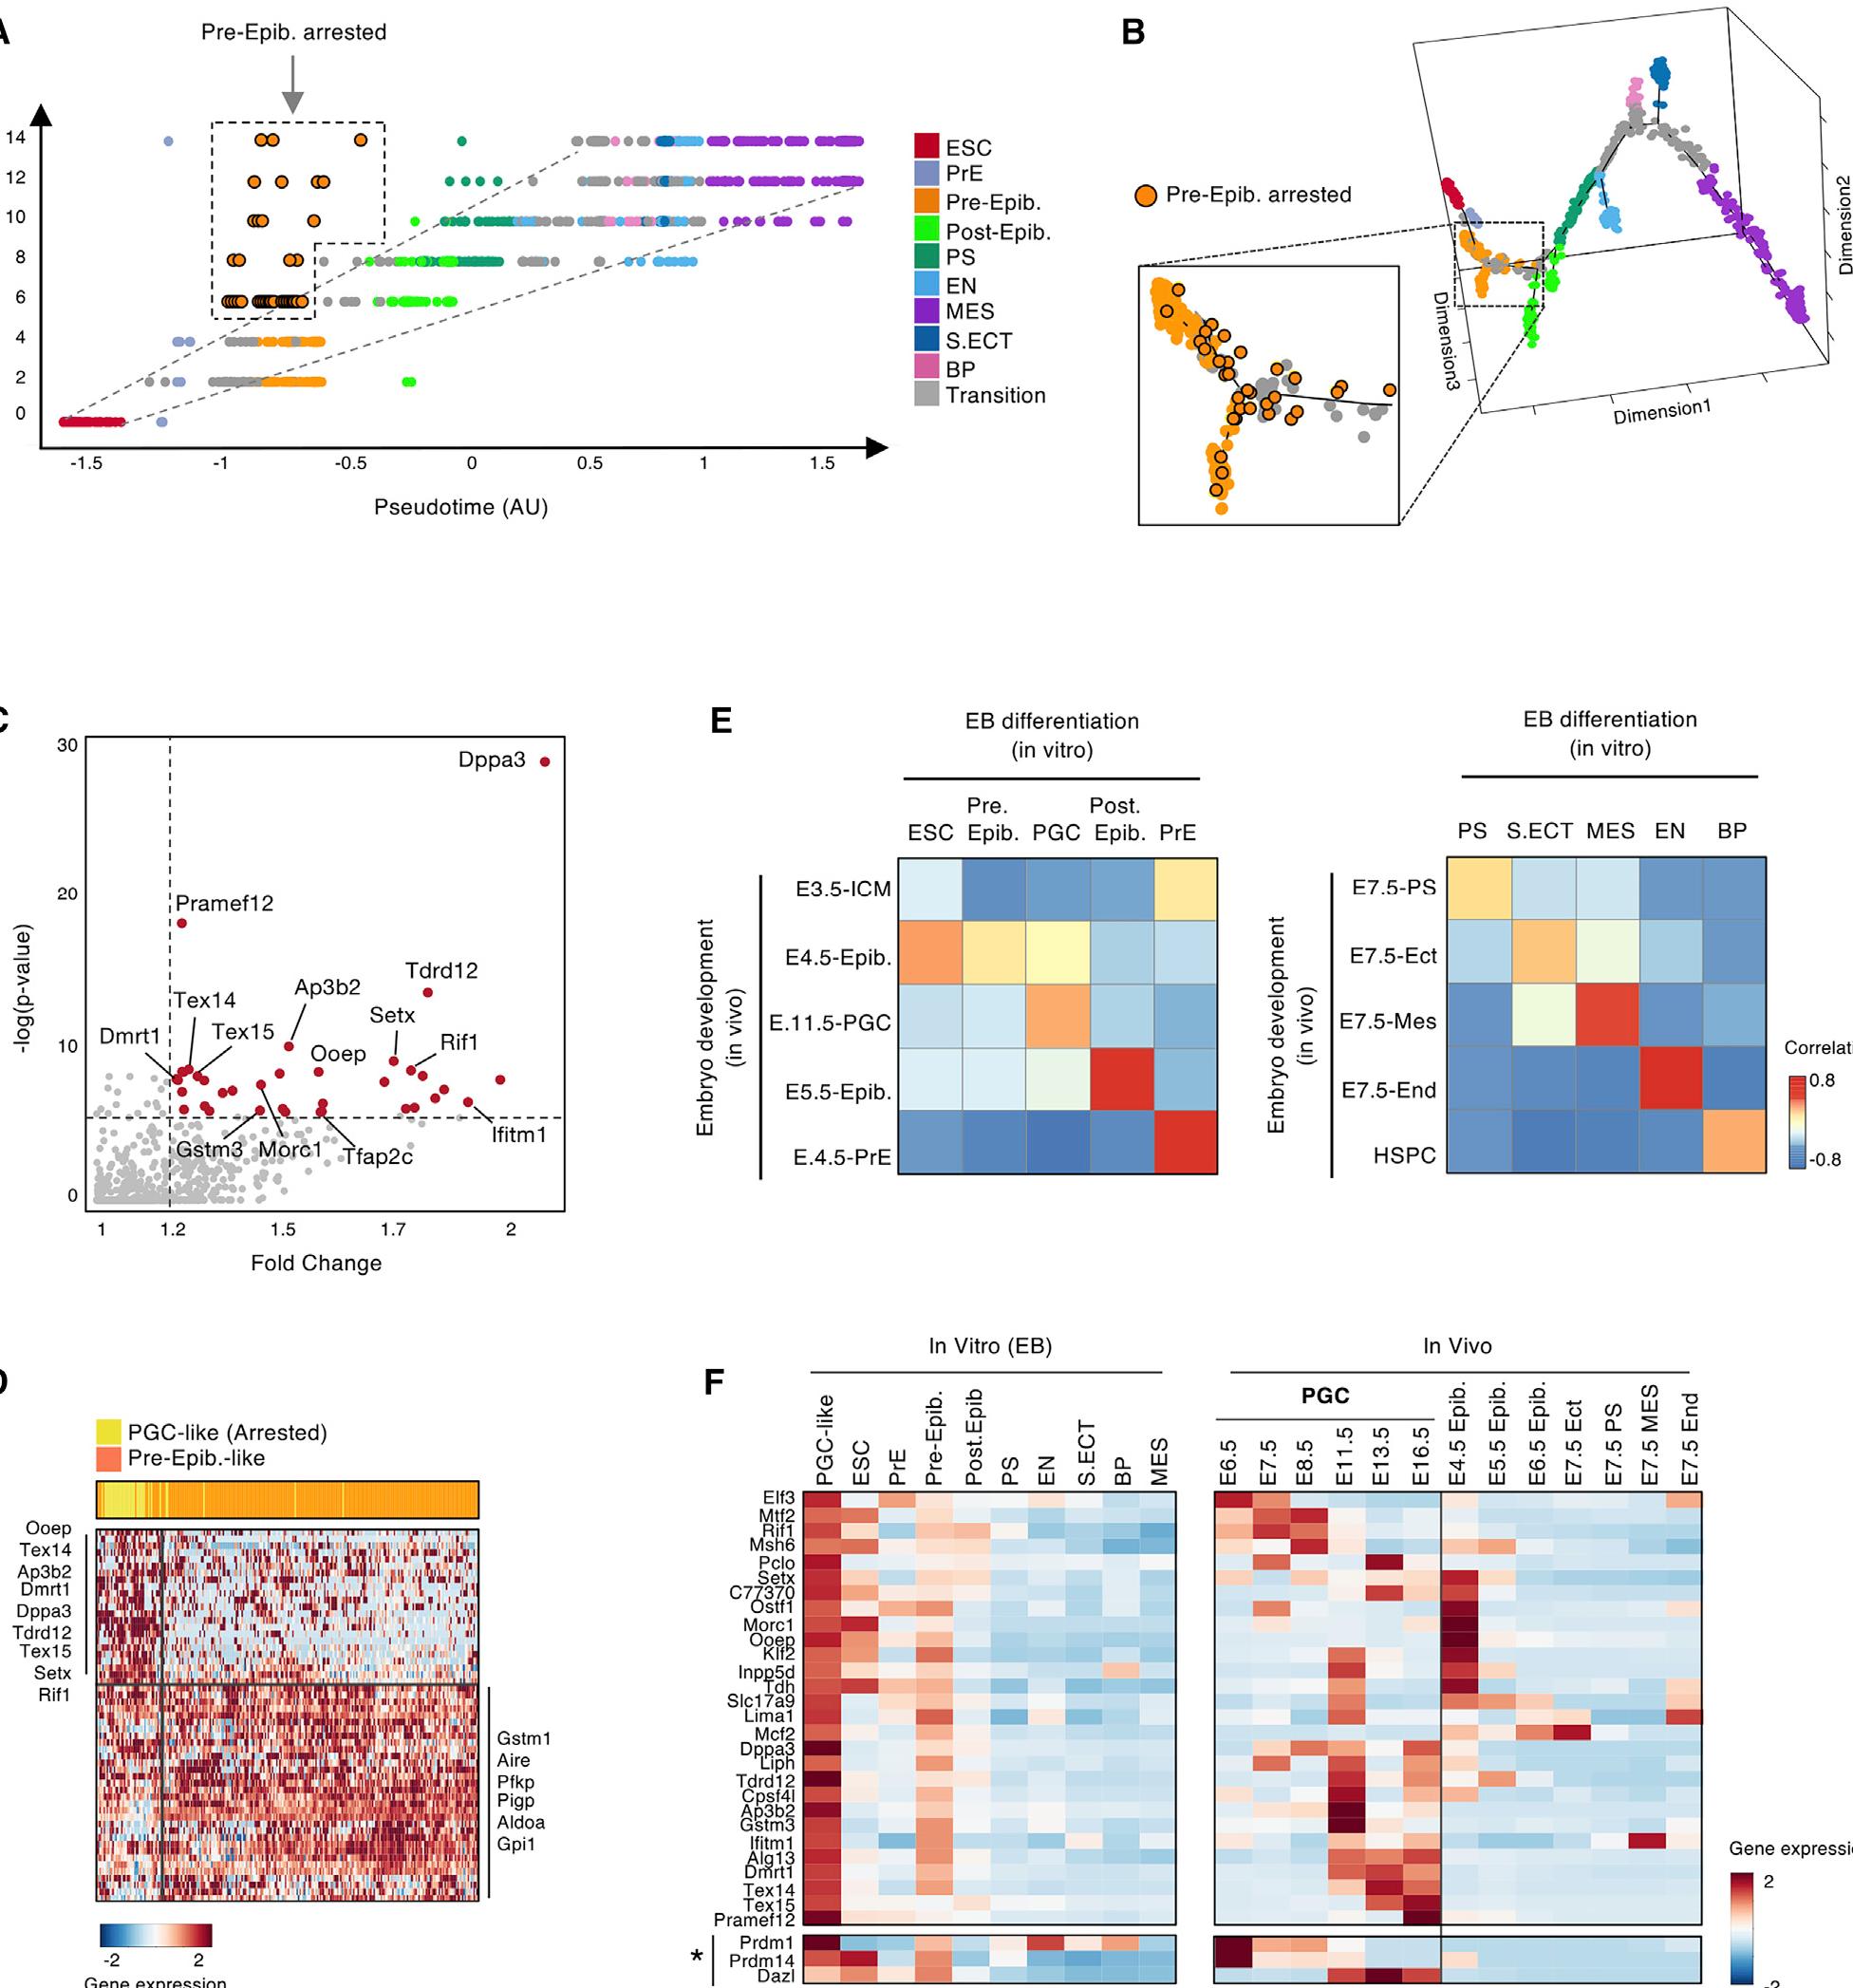 A
Pre-Epib. arrested
14
12
10
8
6
4
2
0
-1.5 -1 -0.5 0 0.5 1 1.5
Pseudotime (AU)
ESC
PrE
Pre-Epib.
Post-Epib.
PS
EN
MES
S.ECT
BP
Transition
B
Pre-Epib. arrested
Dimension1
Dimension2
Dimension3
C
30
20
10
0
-log(p-value)
Dppa3
Pramef12
Tdrd12
Ap3b2
Tex14
Setx
Dmrt1
Tex15
Ooep
Rif1
Gstm3
Morc1
Tfap2c
Ifitm1
1 1.2 1.5 1.7 2
Fold Change
E
EB differentiation
(in vitro)
ESC
Pre.
Epib.
PGC
Post.
Epib.
PrE
Embryo development
(in vivo)
E3.5-ICM
E4.5-Epib.
E.11.5-PGC
E5.5-Epib.
E.4.5-PrE
EB differentiation
(in vitro)
PS S.ECT MES EN BP
Embryo development
(in vivo)
E7.5-PS
E7.5-Ect
E7.5-Mes
E7.5-End
HSPC
Correlati
0.8
-0.8
D
PGC-like (Arrested)
Pre-Epib.-like
Ooep
Tex14
Ap3b2
Dmrt1
Dppa3
Tdrd12
Tex15
Setx
Rif1
Gstm1
Aire
Pfkp
Pigp
Aldoa
Gpi1
-2 2
Gene expression
F
In Vitro (EB)
PGC-like
ESC
PrE
Pre-Epib.
Post.Epib
PS
EN
S.ECT
BP
MES
In Vivo
PGC
E6.5
E7.5
E8.5
E11.5
E13.5
E16.5
E4.5 Epib.
E5.5 Epib.
E6.5 Epib.
E7.5 Ect
E7.5 PS
E7.5 MES
E7.5 End
Elf3
Mtf2
Rif1
Msh6
Pclo
Setx
C77370
Ostf1
Morc1
Ooep
Klf2
Inpp5d
Tdh
Slc17a9
Lima1
Mcf2
Dppa3
Liph
Tdrd12
Cpsf4l
Ap3b2
Gstm3
Ifitm1
Alg13
Dmrt1
Tex14
Tex15
Pramef12
*
Prdm1
Prdm14
Dazl
Gene expressi
2
-2